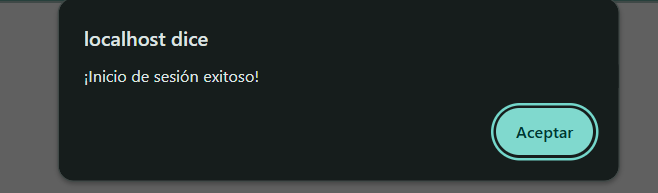 localhost dice
¡Inicio de sesión exitoso!
Aceptar